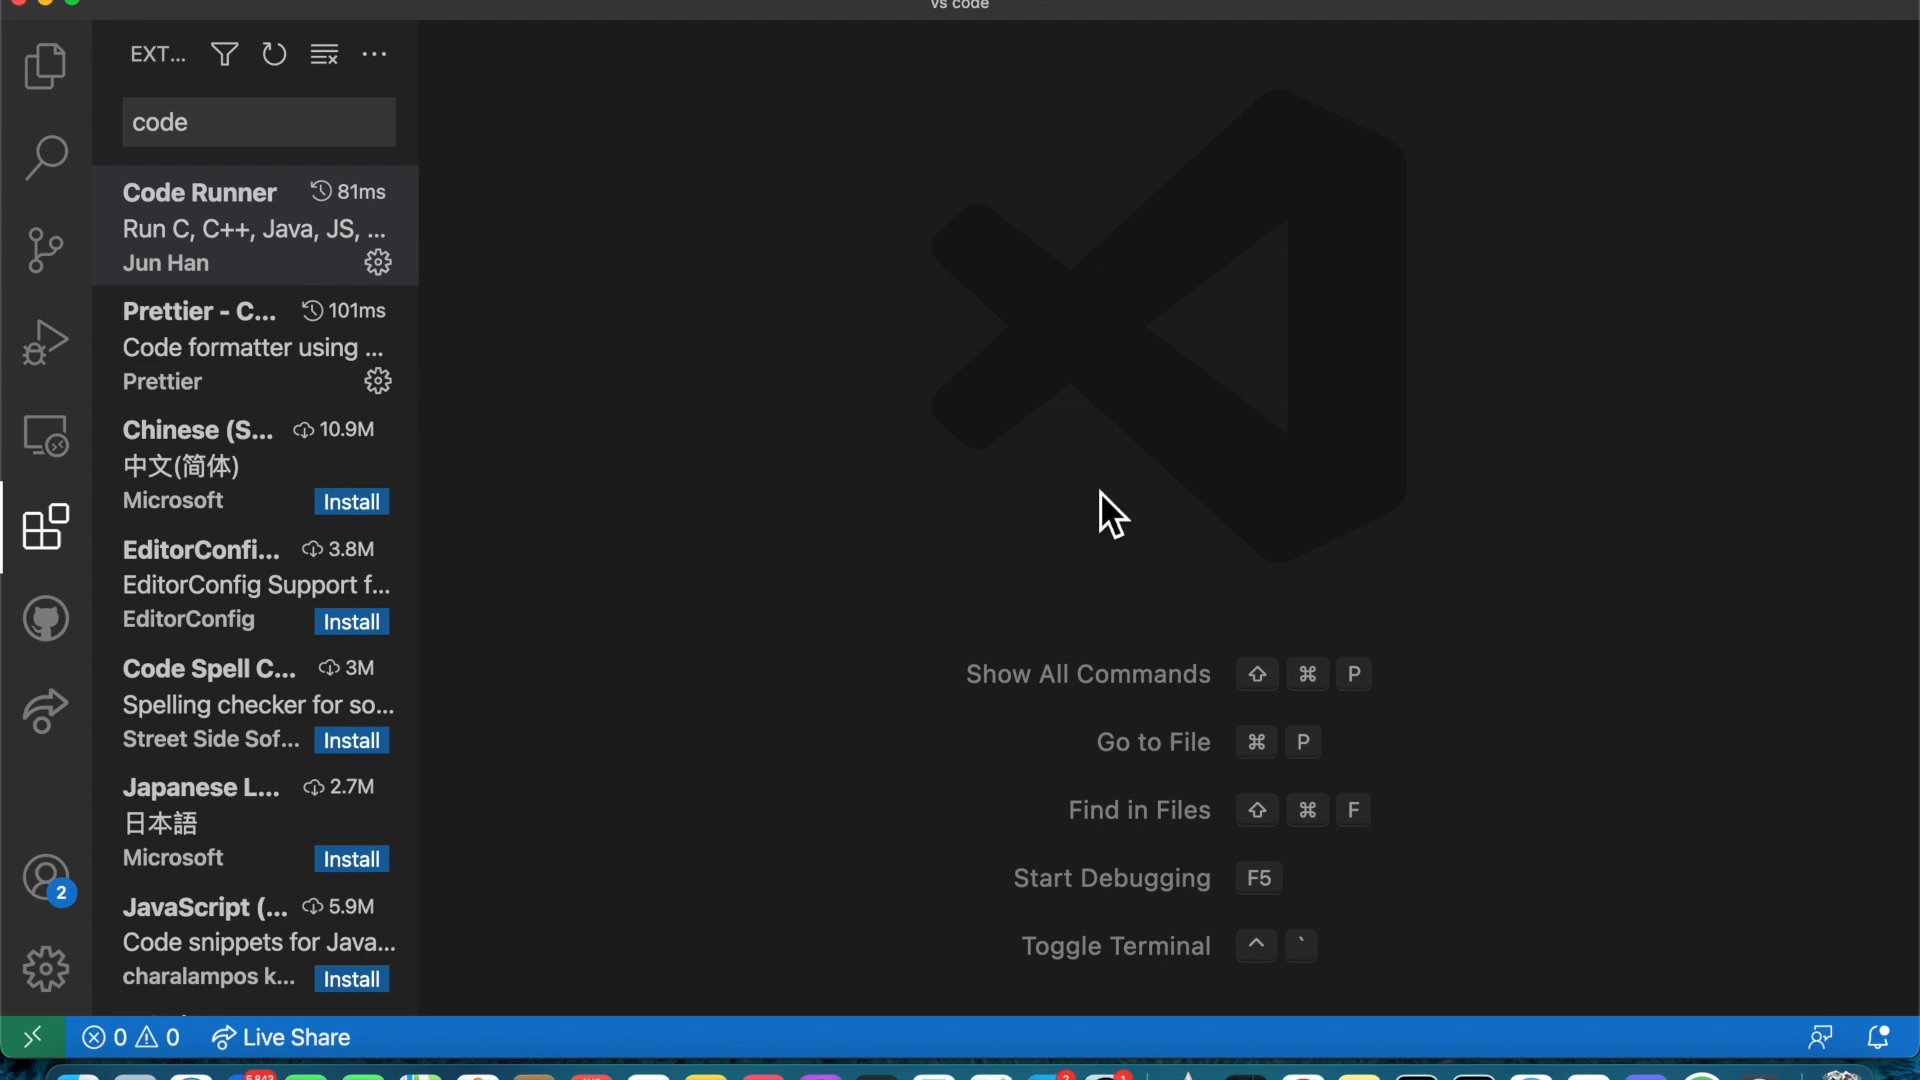 vs code
EXT...
code
Code Runner 81ms
Run C, C++, Java, JS, ...
Jun Han
Prettier - C... 101ms
Code formatter using ...
Prettier
Chinese (S... 10.9M
中文(简体)
Microsoft Install
EditorConfi... 3.8M
EditorConfig Support f...
EditorConfig Install
Code Spell C... 3M
Spelling checker for so...
Street Side Sof... Install
Japanese L... 2.7M
日本語
Microsoft Install
JavaScript (... 5.9M
Code snippets for Java...
charalampos k... Install
Show All Commands ⇧ ⌘ P
Go to File ⌘ P
Find in Files ⇧ ⌘ F
Start Debugging F5
Toggle Terminal ^ `
2
0 0 Live Share
5,843 2 1